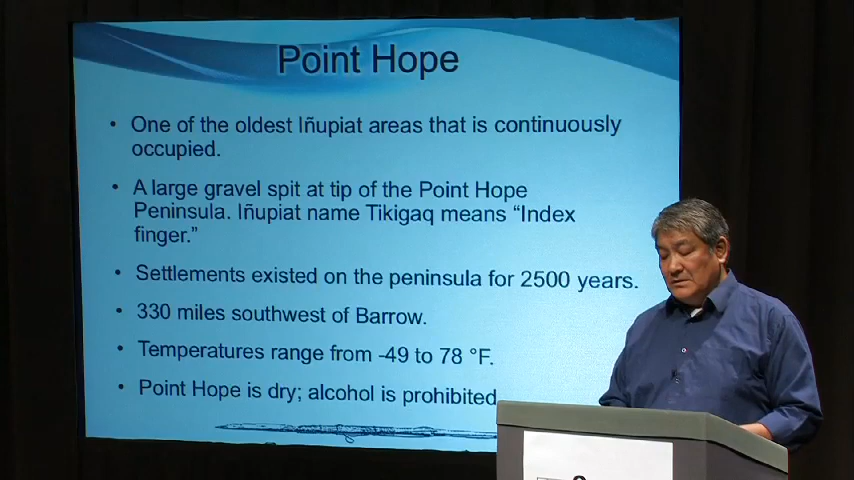 Point Hope
• One of the oldest Iñupiat areas that is continuously
occupied.
• A large gravel spit at tip of the Point Hope
Peninsula. Iñupiat name Tikigaq means “Index
finger.”
• Settlements existed on the peninsula for 2500 years.
• 330 miles southwest of Barrow.
• Temperatures range from -49 to 78 °F.
• Point Hope is dry; alcohol is prohibited